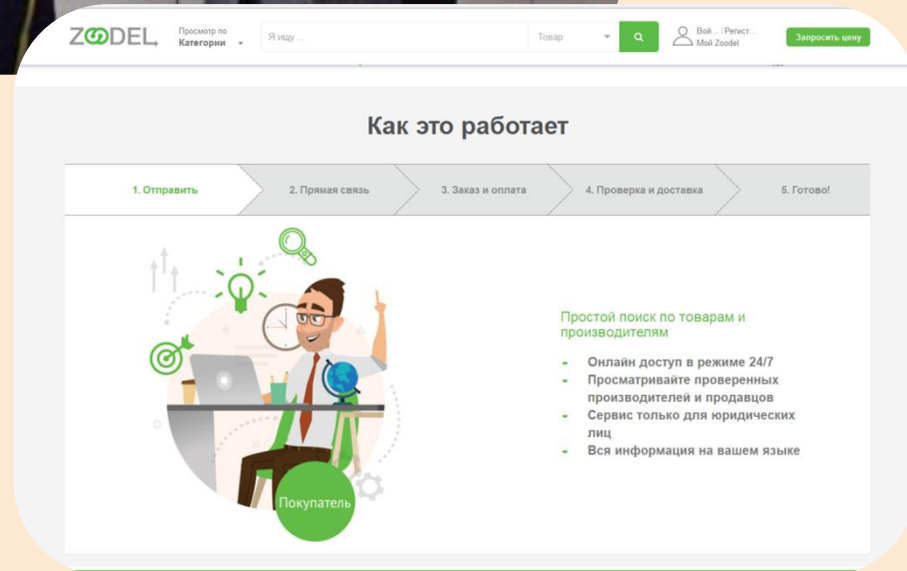 ZOODEL
Просмотр по
Категории
Я ищу ...
Товар
Вой... | Регист...
Мой Zoodel
Запросить цену
Как это работает
1. Отправить
2. Прямая связь
3. Заказ и оплата
4. Проверка и доставка
5. Готово!
Простой поиск по товарам и
производителям
- Онлайн доступ в режиме 24/7
- Просматривайте проверенных
производителей и продавцов
- Сервис только для юридических
лиц
- Вся информация на вашем языке
Покупатель